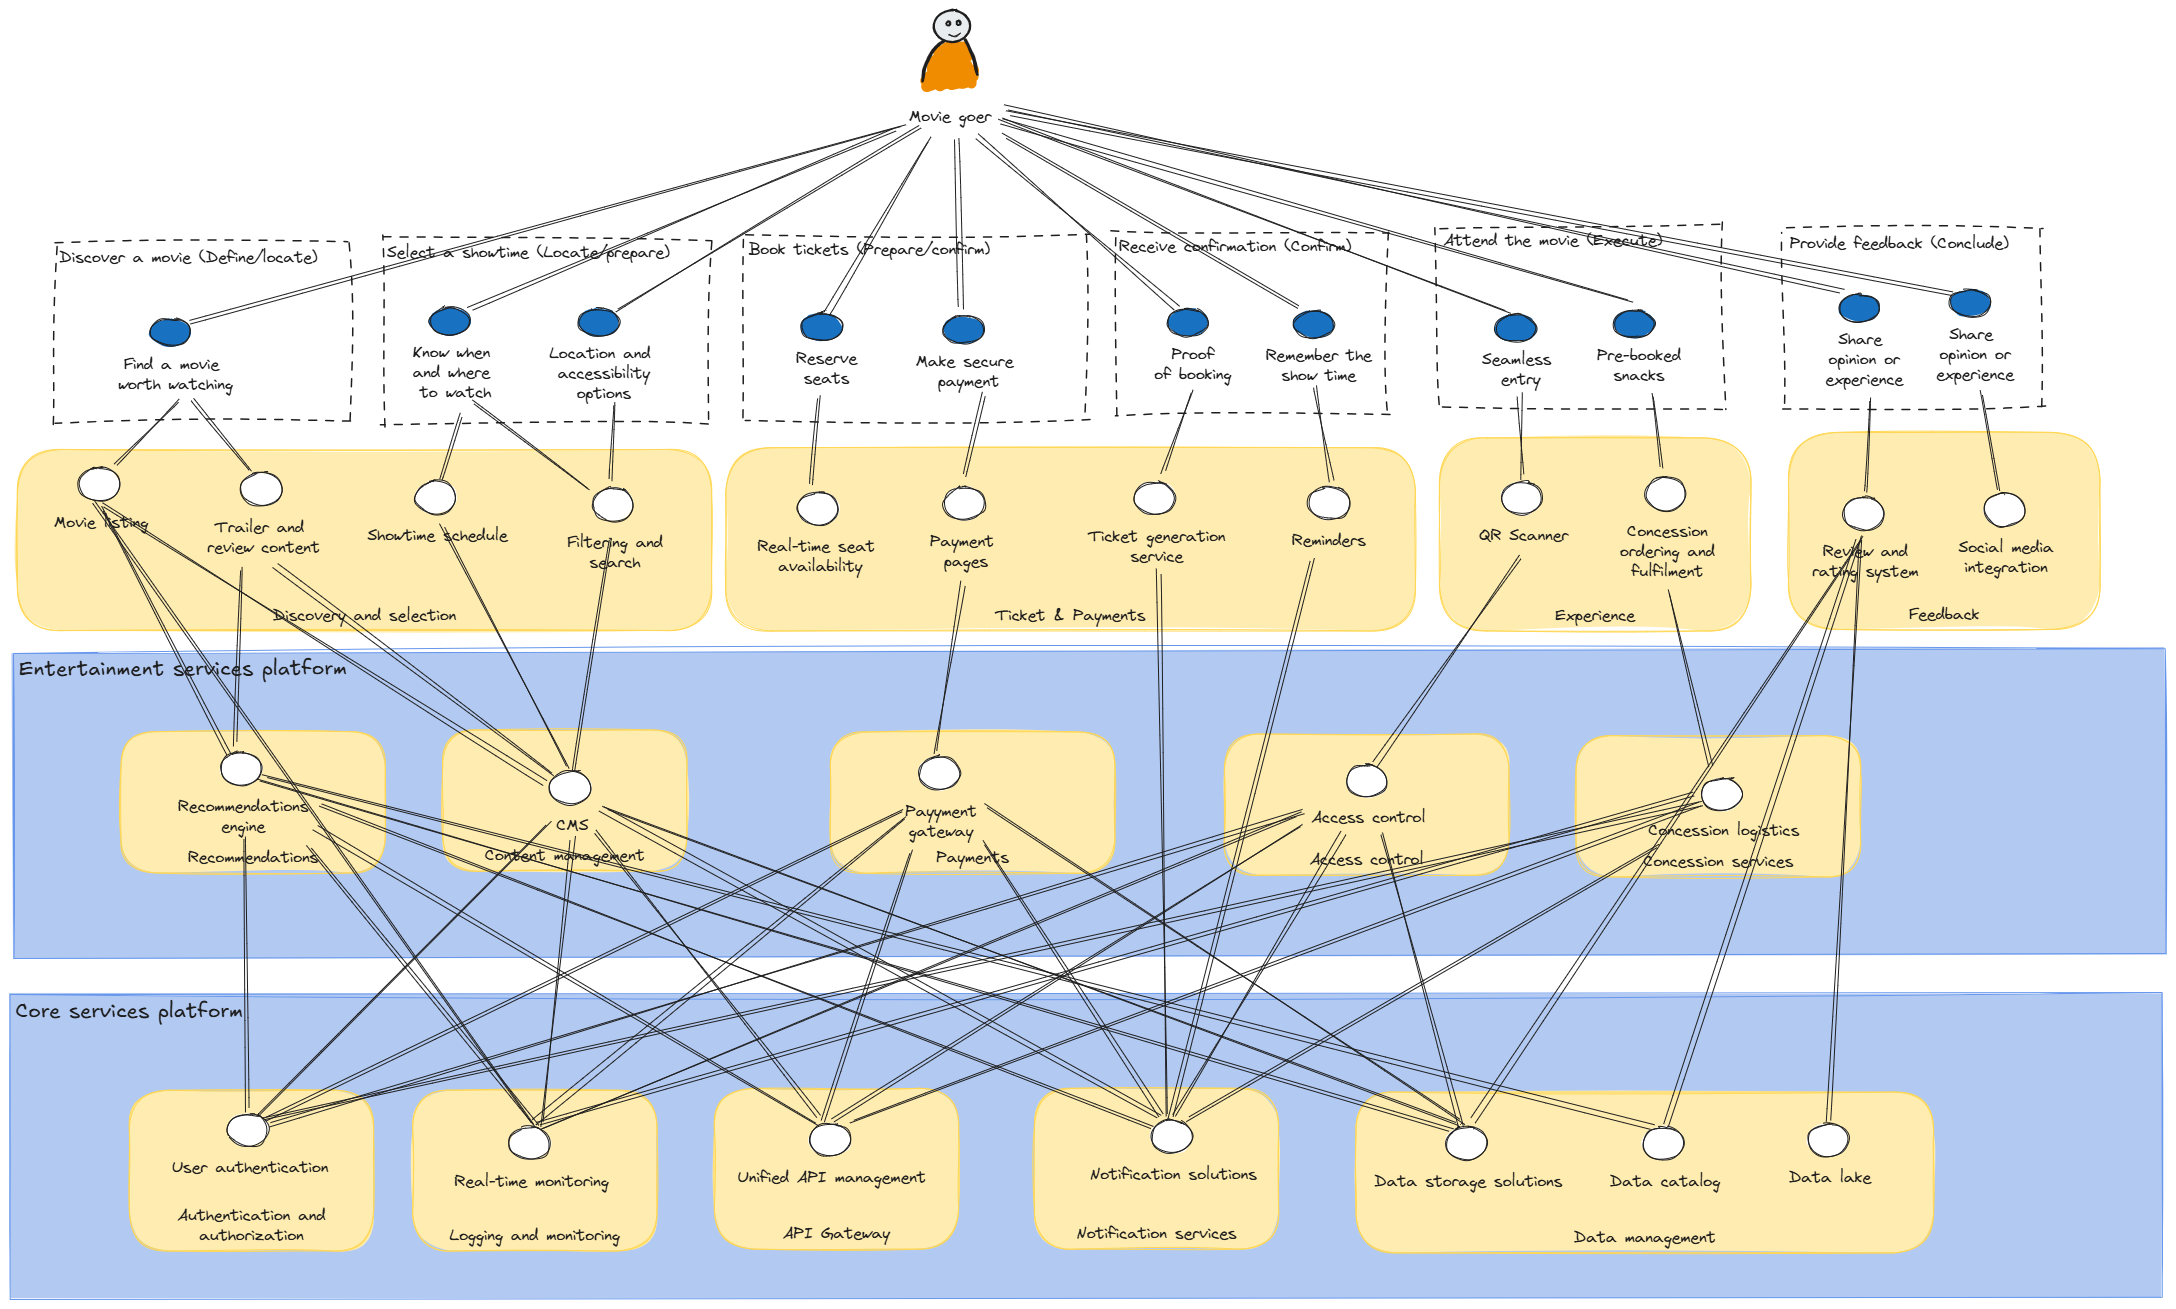 Movie goer
Discover a movie (Define/locate)
Select a showtime (Locate/prepare)
Book tickets (Prepare/confirm)
Receive confirmation (Confirm)
Attend the movie (Execute)
Provide feedback (Conclude)
Find a movie
worth watching
Know when
and where
to watch
Location and
accessibility
options
Reserve
seats
Make secure
payment
Proof
of booking
Remember the
show time
Seamless
entry
Pre-booked
snacks
Share
opinion or
experience
Share
opinion or
experience
Movie listing
Trailer and
review content
Showtime schedule
Filtering and
search
Discovery and selection
Real-time seat
availability
Payment
pages
Ticket generation
service
Reminders
Ticket & Payments
QR Scanner
Concession
ordering and
fulfilment
Experience
Review and
rating system
Social media
integration
Feedback
Entertainment services platform
Recommendations
engine
Recommendations
CMS
Content management
Payyment
gateway
Payments
Access control
Access control
Concession logistics
Concession services
Core services platform
User authentication
Authentication and
authorization
Real-time monitoring
Logging and monitoring
Unified API management
API Gateway
Notification solutions
Notification services
Data storage solutions
Data catalog
Data lake
Data management